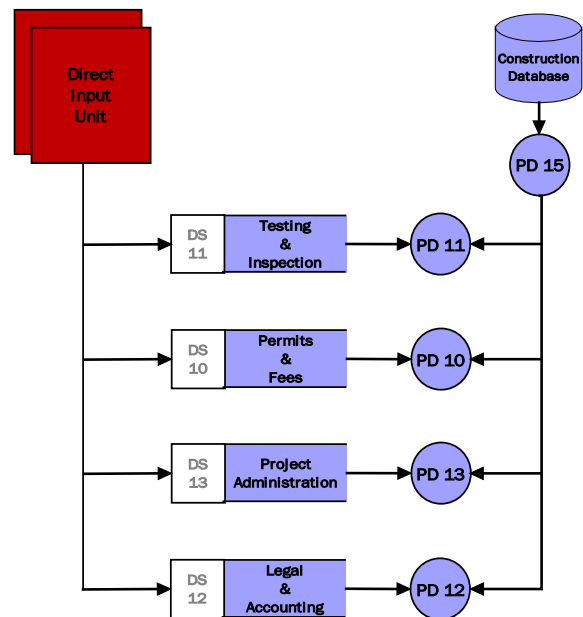 Direct
Input
Unit
Construction
Database
PD 15
DS
11
Testing
&
Inspection
PD 11
DS
10
Permits
&
Fees
PD 10
DS
13
Project
Administration
PD 13
DS
12
Legal
&
Accounting
PD 12